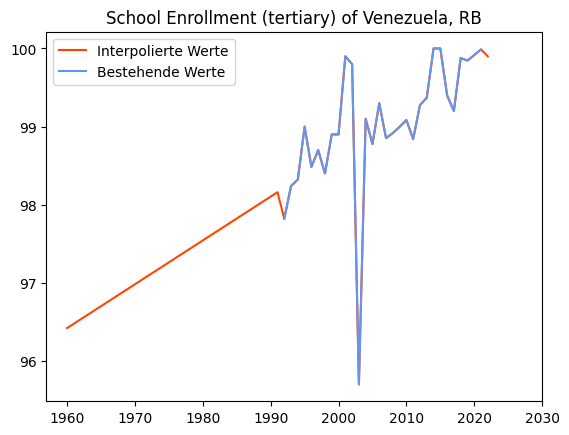 School Enrollment (tertiary) of Venezuela, RB
Interpolierte Werte
Bestehende Werte
100
99
98
97
96
1960 1970 1980 1990 2000 2010 2020 2030